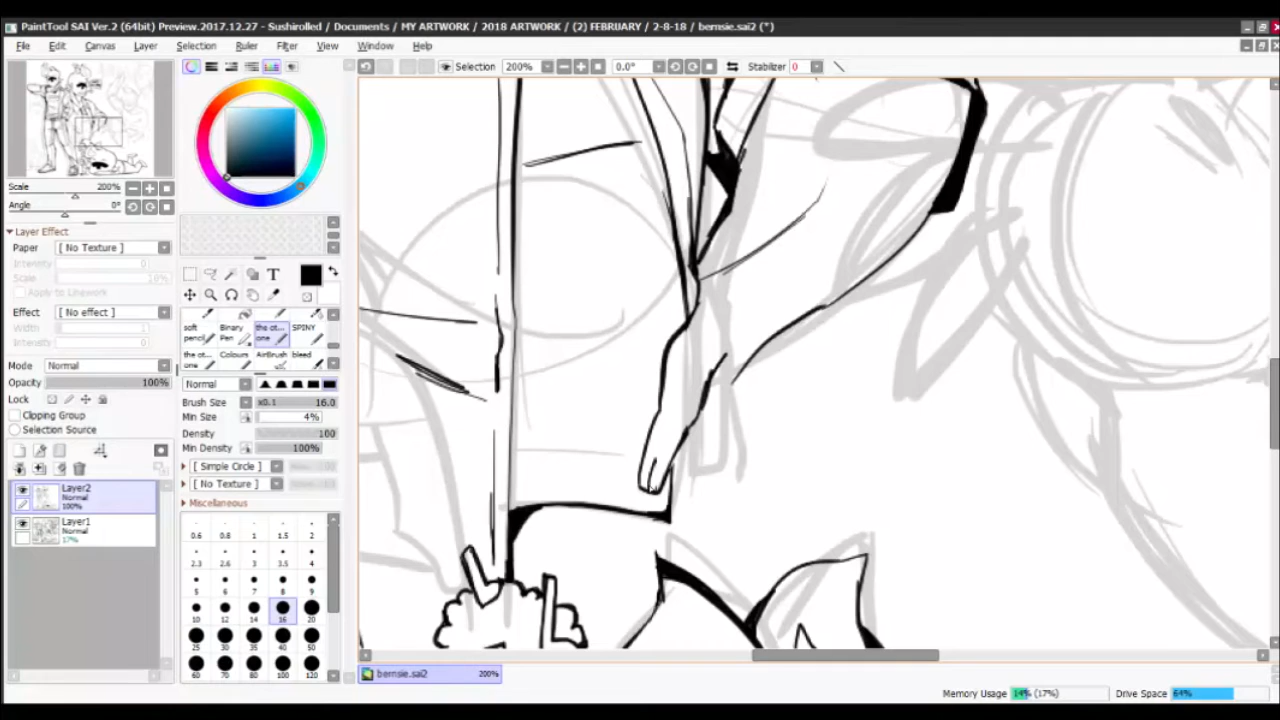 PaintTool SAI Ver.2 (64bit) Preview.2017.12.27 - Sushirolled / Documents / MY ARTWORK / 2018 ARTWORK / (2) FEBRUARY / 2-8-18 / bernsie.sai2 (*)
File Edit Canvas Layer Selection Ruler Filter View Window Help
Selection 200% 0.0° Stabilizer 0
Scale 200%
Angle 0°
Layer Effect
Paper [ No Texture ]
Intensity 0
Scale 10%
Apply to Linework
Effect [ No effect ]
Width 1
Intensity
Mode Normal
Opacity 100%
Lock
Clipping Group
Selection Source
Layer2
Normal
100%
Layer1
Normal
17%
T
soft pencil
Binary Pen
the ot... one
SPINY
the ot... one
Colours
AirBrush
bleed
Normal
Brush Size x0.1 16.0
Min Size 4%
Density 100
Min Density 100%
[ Simple Circle ]
[ No Texture ]
Miscellaneous
0.6 0.8 1 1.5 2
2.3 2.6 3 3.5 4
5 6 7 8 9
10 12 14 16 20
25 30 35 40 50
60 70 80 100 120
bernsie.sai2 200%
Memory Usage 14% (17%) Drive Space 64%